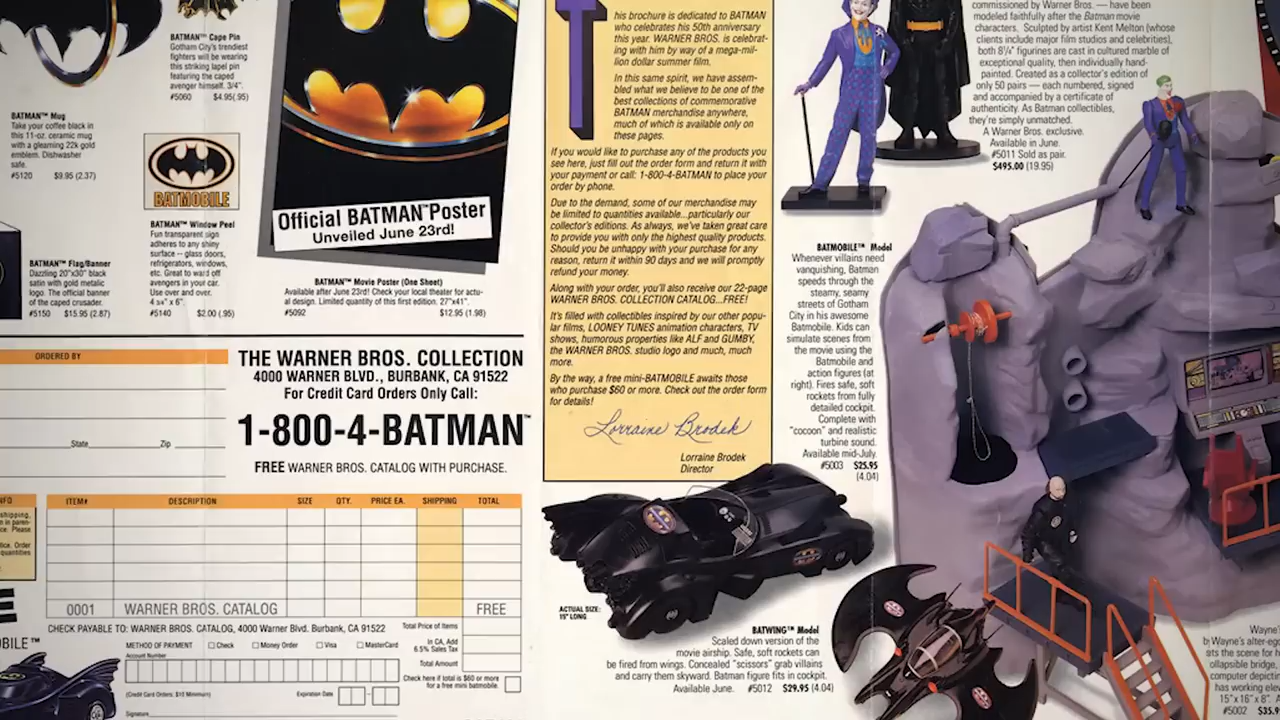 BATMAN™ Cape Pin
Gotham City's trendiest
fighters will be wearing
this striking lapel pin
featuring the caped
avenger himself. 3/4".
#5060 $4.95(.95)
BATMAN™ Mug
Take your coffee black in
this 11-oz. ceramic mug
with a gleaming 22k gold
emblem. Dishwasher
safe.
#5120 $9.95 (2.37)
BATMOBILE
BATMAN™ Window Peel
Fun transparent sign
adheres to any shiny
surface – glass doors,
refrigerators, windows,
etc. Great to ward off
avengers in your car.
Use over and over.
4 3/4" x 6".
#5140 $2.00 (.95)
BATMAN™ Flag/Banner
Dazzling 20"x30" black
satin with gold metalic
logo. The official banner
of the caped crusader.
#5150 $15.95 (2.87)
Official BATMAN™ Poster
Unveiled June 23rd!
BATMAN™ Movie Poster (One Sheet)
Available after June 23rd! Check your local theater for actu-
al design. Limited quantity of this first edition. 27"x41".
#5092 $12.95 (1.98)
ORDERED BY
State Zip
THE WARNER BROS. COLLECTION
4000 WARNER BLVD., BURBANK, CA 91522
For Credit Card Orders Only Call:
1-800-4-BATMAN™
FREE WARNER BROS. CATALOG WITH PURCHASE.
ITEM# DESCRIPTION SIZE QTY. PRICE EA. SHIPPING TOTAL
0001 WARNER BROS. CATALOG FREE
CHECK PAYABLE TO: WARNER BROS. CATALOG, 4000 Warner Blvd. Burbank, CA 91522
METHOD OF PAYMENT Check Money Order Visa MasterCard
Account Number
(Credit Card Orders: $10 Minimum) Expiration Date
Signature
Total Price of Items
In CA, Add
6.5% Sales Tax
Total Amount
Check here if total is $60 or more
for a free mini batmobile.
NFO
shipping,
n in paren-
ce. Please
tice. Order
quantities
E
OBILE™
This brochure is dedicated to BATMAN
who celebrates his 50th anniversary
this year. WARNER BROS. is celebrat-
ing with him by way of a mega-mil-
lion dollar summer film.
In this same spirit, we have assem-
bled what we believe to be one of the
best collections of commemorative
BATMAN merchandise anywhere,
much of which is available only on
these pages.
If you would like to purchase any of the products you
see here, just fill out the order form and return it with
your payment or call: 1-800-4-BATMAN to place your
order by phone.
Due to the demand, some of our merchandise may
be limited to quantities available...particularly our
collector's editions. As always, we've taken great care
to provide you with only the highest quality products.
Should you be unhappy with your purchase for any
reason, return it within 90 days and we will promptly
refund your money.
Along with your order, you'll also receive our 22-page
WARNER BROS. COLLECTION CATALOG...FREE!
It's filled with collectibles inspired by our other popu-
lar films, LOONEY TUNES animation characters, TV
shows, humorous properties like ALF and GUMBY,
the WARNER BROS. studio logo and much, much
more.
By the way, a free mini-BATMOBILE awaits those
who purchase $60 or more. Check out the order form
for details!
Lorraine Brodek
Lorraine Brodek
Director
commissioned by Warner Bros. — have been
modeled faithfully after the Batman movie
characters. Sculpted by artist Kent Melton (whose
clients include major film studios and celebrities),
both 8 1/4" figurines are cast in cultured marble of
exceptional quality, then individually hand-
painted. Created as a collector's edition of
only 50 pairs — each numbered, signed
and accompanied by a certificate of
authenticity. As Batman collectibles,
they're simply unmatched.
A Warner Bros. exclusive.
Available in June.
#5011 Sold as pair.
$495.00 (19.95)
BATMOBILE™ Model
Whenever villains need
vanquishing, Batman
speeds through the
steamy, seamy
streets of Gotham
City in his awesome
Batmobile. Kids can
simulate scenes from
the movie using the
Batmobile and
action figures (at
right). Fires safe, soft
rockets from fully
detailed cockpit.
Complete with
"cocoon" and realistic
turbine sound.
Available mid-July.
#5003 $25.95
(4.04)
ACTUAL SIZE:
15" LONG
BATWING™ Model
Scaled down version of the
movie airship. Safe, soft rockets can
be fired from wings. Concealed "scissors" grab villains
and carry them skyward. Batman figure fits in cockpit.
Available June. #5012 $29.95 (4.04)
Wayne'
Wayne's alter-eg
sets the scene for h
ollapsible bridge,
computer depictin
has working elev
15"x 16"x 8". A
#5002 $35.9